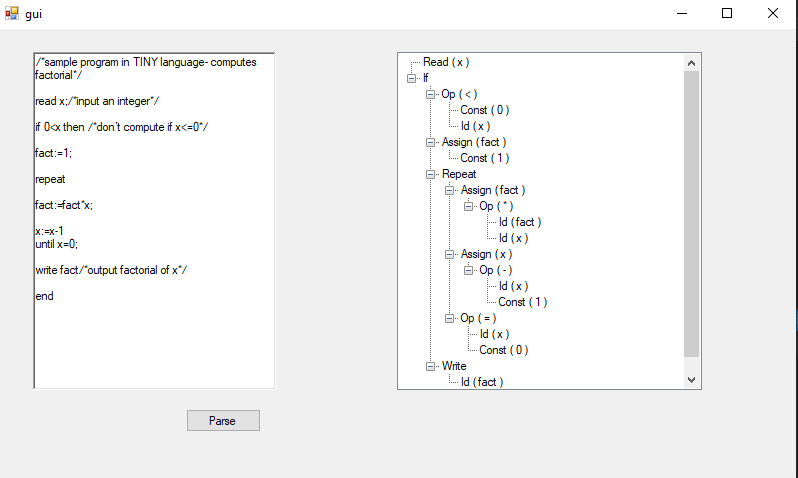 gui
/*sample program in TINY language- computes
factorial*/
read x;/*input an integer*/
if 0<x then /*don't compute if x<=0*/
fact:=1;
repeat
fact:=fact*x;
x:=x-1
until x=0;
write fact/*output factorial of x*/
end
Parse
Read ( x )
If
Op ( < )
Const ( 0 )
Id ( x )
Assign ( fact )
Const ( 1 )
Repeat
Assign ( fact )
Op ( * )
Id ( fact )
Id ( x )
Assign ( x )
Op ( - )
Id ( x )
Const ( 1 )
Op ( = )
Id ( x )
Const ( 0 )
Write
Id ( fact )